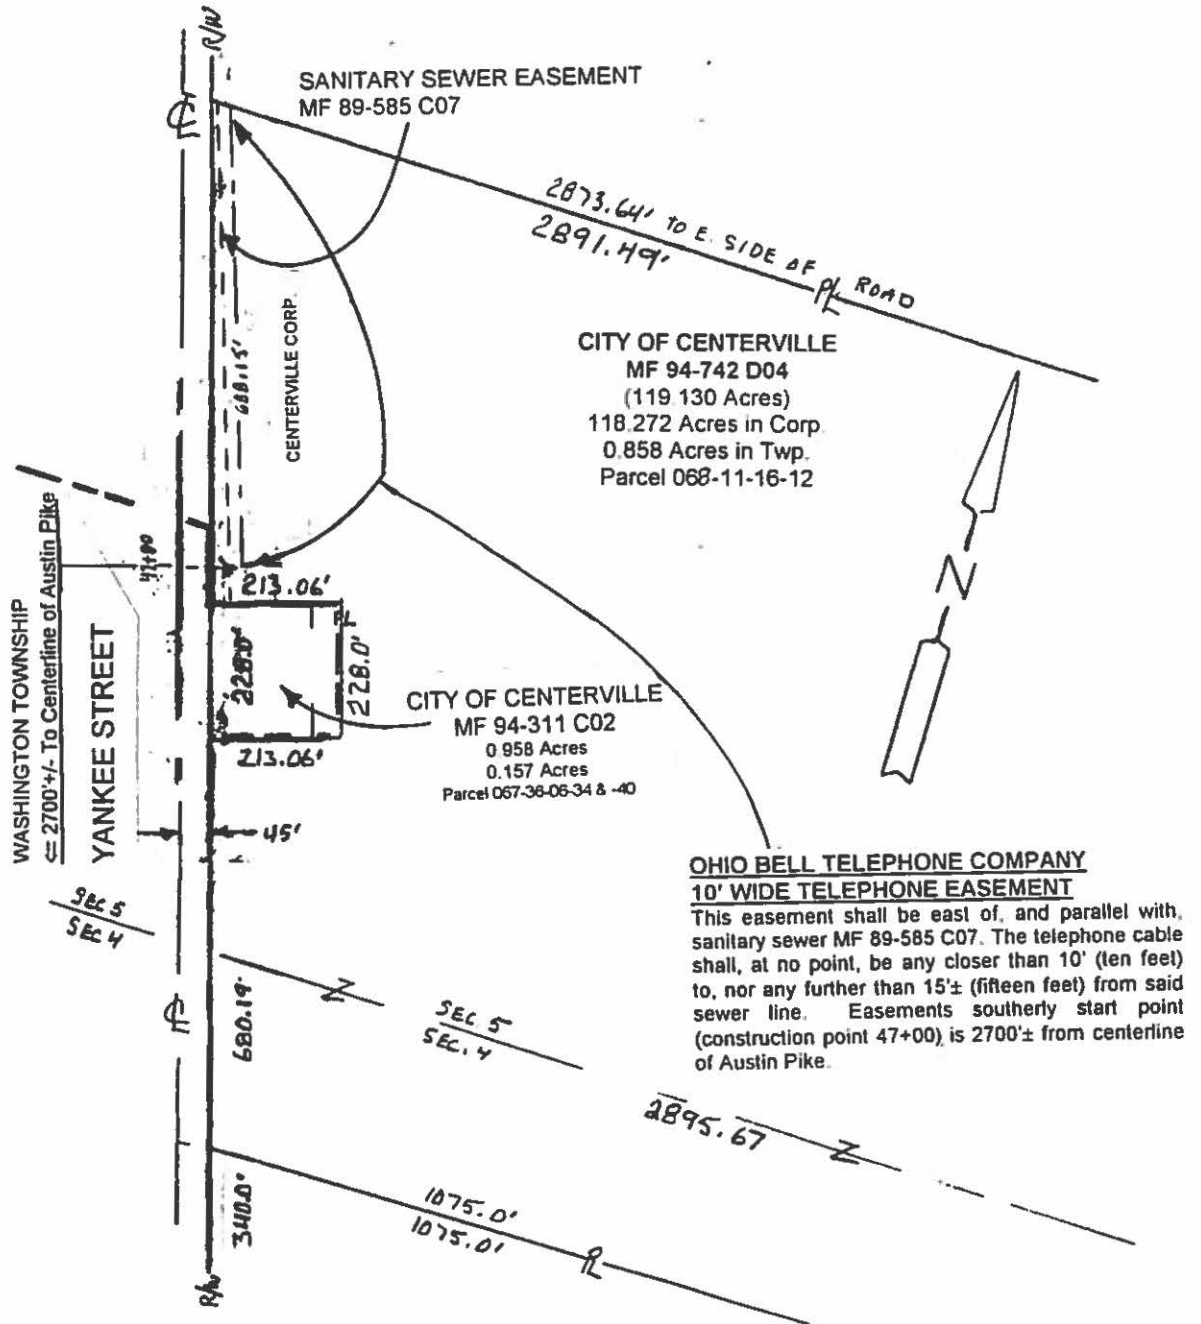 R/W
SANITARY SEWER EASEMENT
MF 89-585 C07
2873.64' TO E. SIDE OF ROAD
2891.49'
PL
CENTERVILLE CORP.
688.15'
CITY OF CENTERVILLE
MF 94-742 D04
(119.130 Acres)
118.272 Acres in Corp.
0.858 Acres in Twp.
Parcel 068-11-16-12
N
WASHINGTON TOWNSHIP
<= 2700'+/- To Centerline of Austin Pike
47+00
YANKEE STREET
213.06'
PL
228.0'
228.0'
213.06'
CITY OF CENTERVILLE
MF 94-311 C02
0.958 Acres
0.157 Acres
Parcel 067-36-06-34 & -40
45'
OHIO BELL TELEPHONE COMPANY
10' WIDE TELEPHONE EASEMENT
This easement shall be east of, and parallel with,
sanitary sewer MF 89-585 C07. The telephone cable
shall, at no point, be any closer than 10' (ten feet)
to, nor any further than 15'± (fifteen feet) from said
sewer line. Easements southerly start point
(construction point 47+00) is 2700'± from centerline
of Austin Pike.
SEC 5
SEC 4
SEC. 5
SEC. 4
680.19'
2895.67
340.0'
1075.0'
1075.0'
PL
R/W